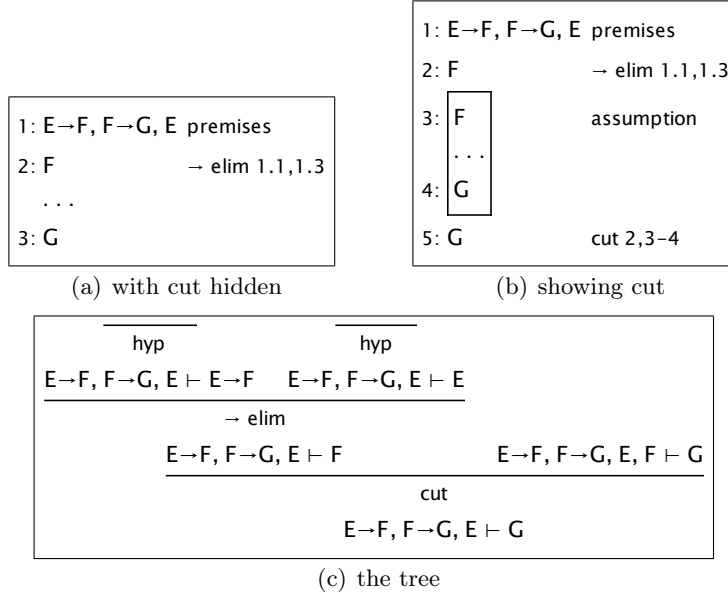 1: E→F, F→G, E premises
2: F → elim 1.1,1.3
. . .
3: G
(a) with cut hidden
1: E→F, F→G, E premises
2: F → elim 1.1,1.3
3: F assumption
. . .
4: G
5: G cut 2,3-4
(b) showing cut
hyp hyp
E→F, F→G, E ⊢ E→F E→F, F→G, E ⊢ E
→ elim
E→F, F→G, E ⊢ F E→F, F→G, E, F ⊢ G
cut
E→F, F→G, E ⊢ G
(c) the tree